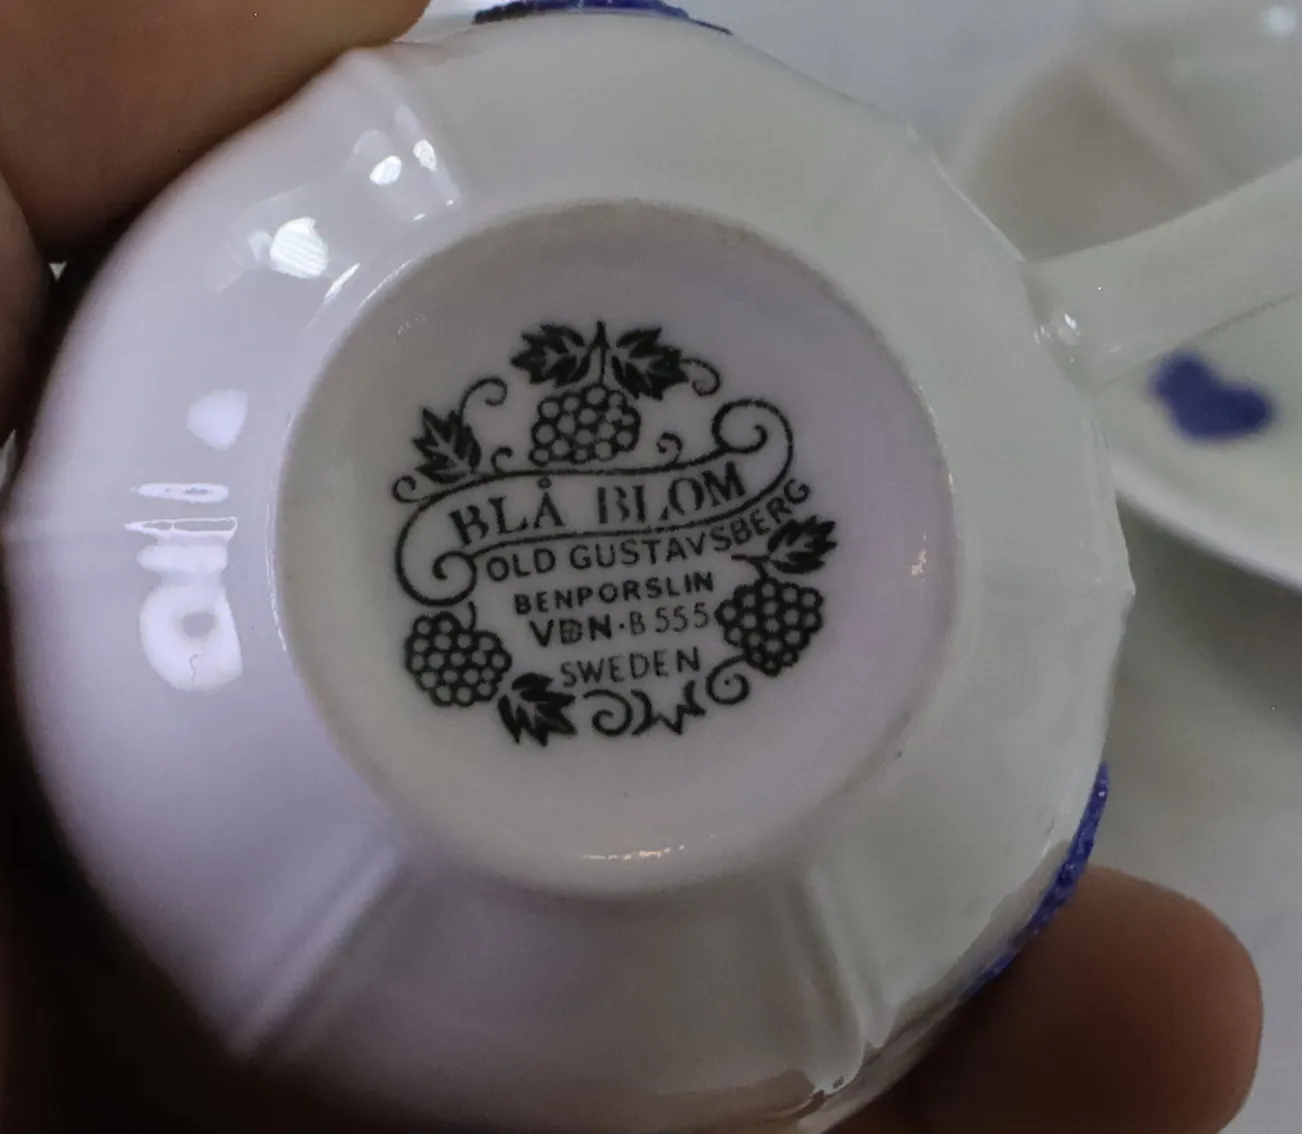 BLÅ BLOM
OLD GUSTAVSBERG
BENPORSLIN
VDN·B 555
SWEDEN